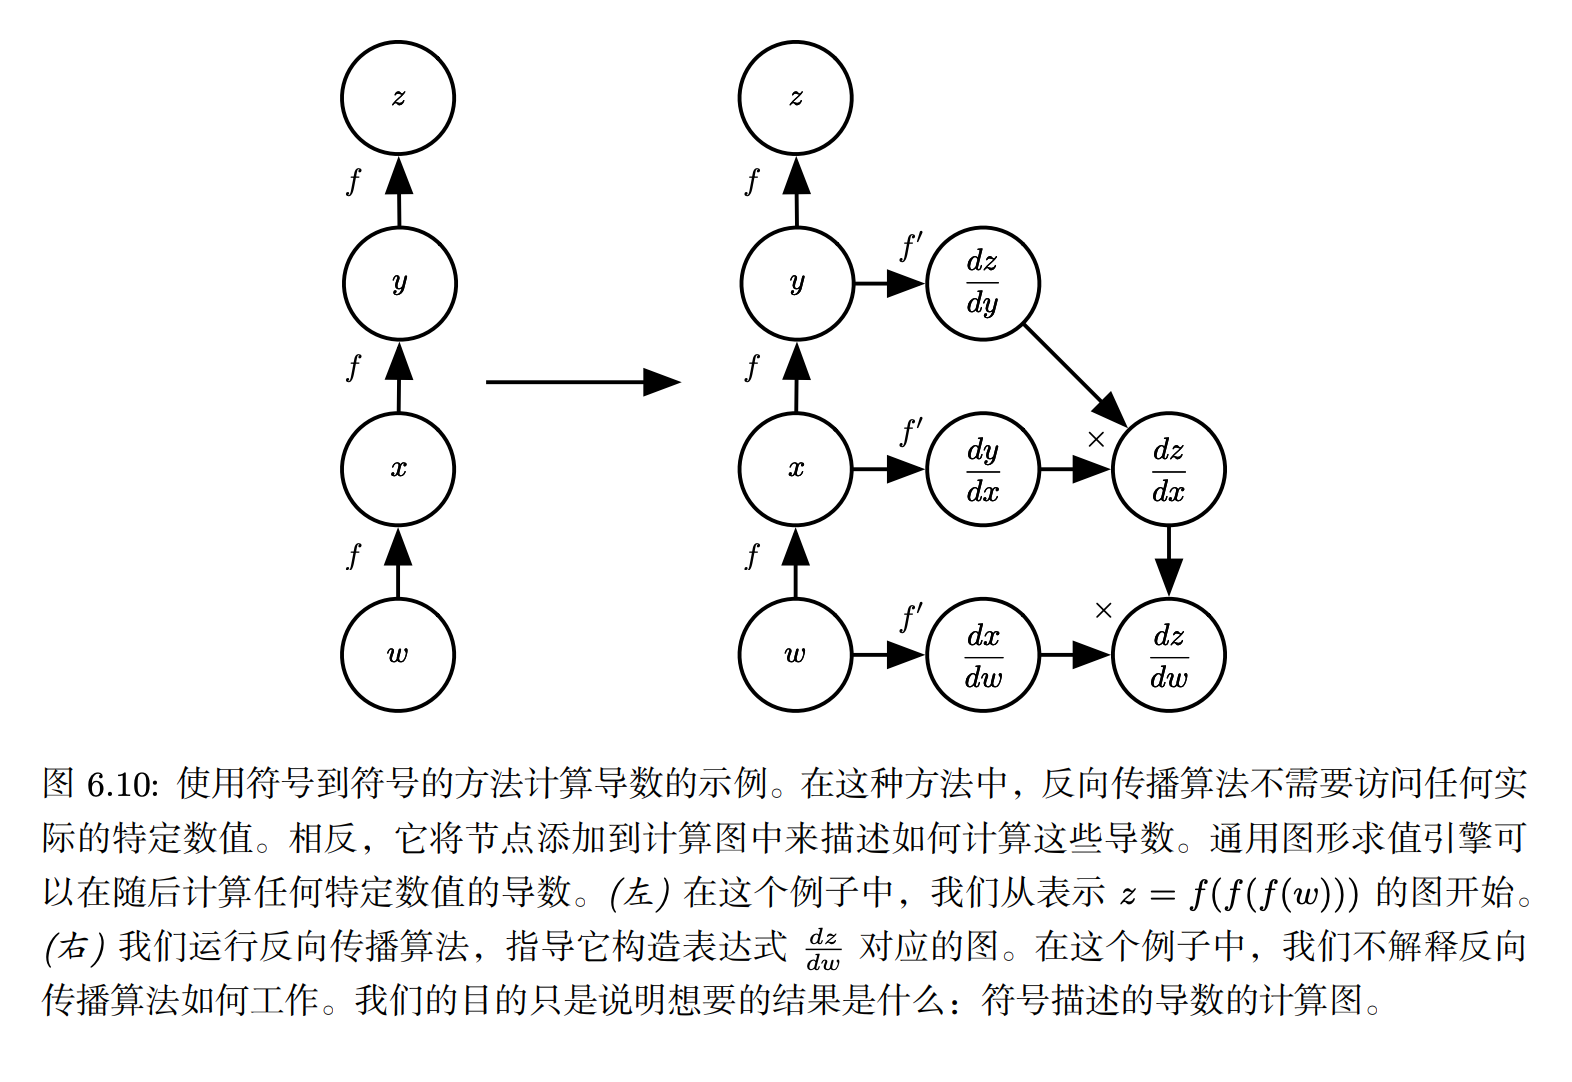 z
z
f
f
y
y
f′
dz
dy
f
f
x
x
f′
dy
dx
×
dz
dx
f
f
w
w
f′
dx
dw
×
dz
dw
图 6.10: 使用符号到符号的方法计算导数的示例。在这种方法中，反向传播算法不需要访问任何实
际的特定数值。相反，它将节点添加到计算图中来描述如何计算这些导数。通用图形求值引擎可
以在随后计算任何特定数值的导数。(左) 在这个例子中，我们从表示 z = f(f(f(w))) 的图开始。
(右) 我们运行反向传播算法，指导它构造表达式 dz/dw 对应的图。在这个例子中，我们不解释反向
传播算法如何工作。我们的目的只是说明想要的结果是什么：符号描述的导数的计算图。